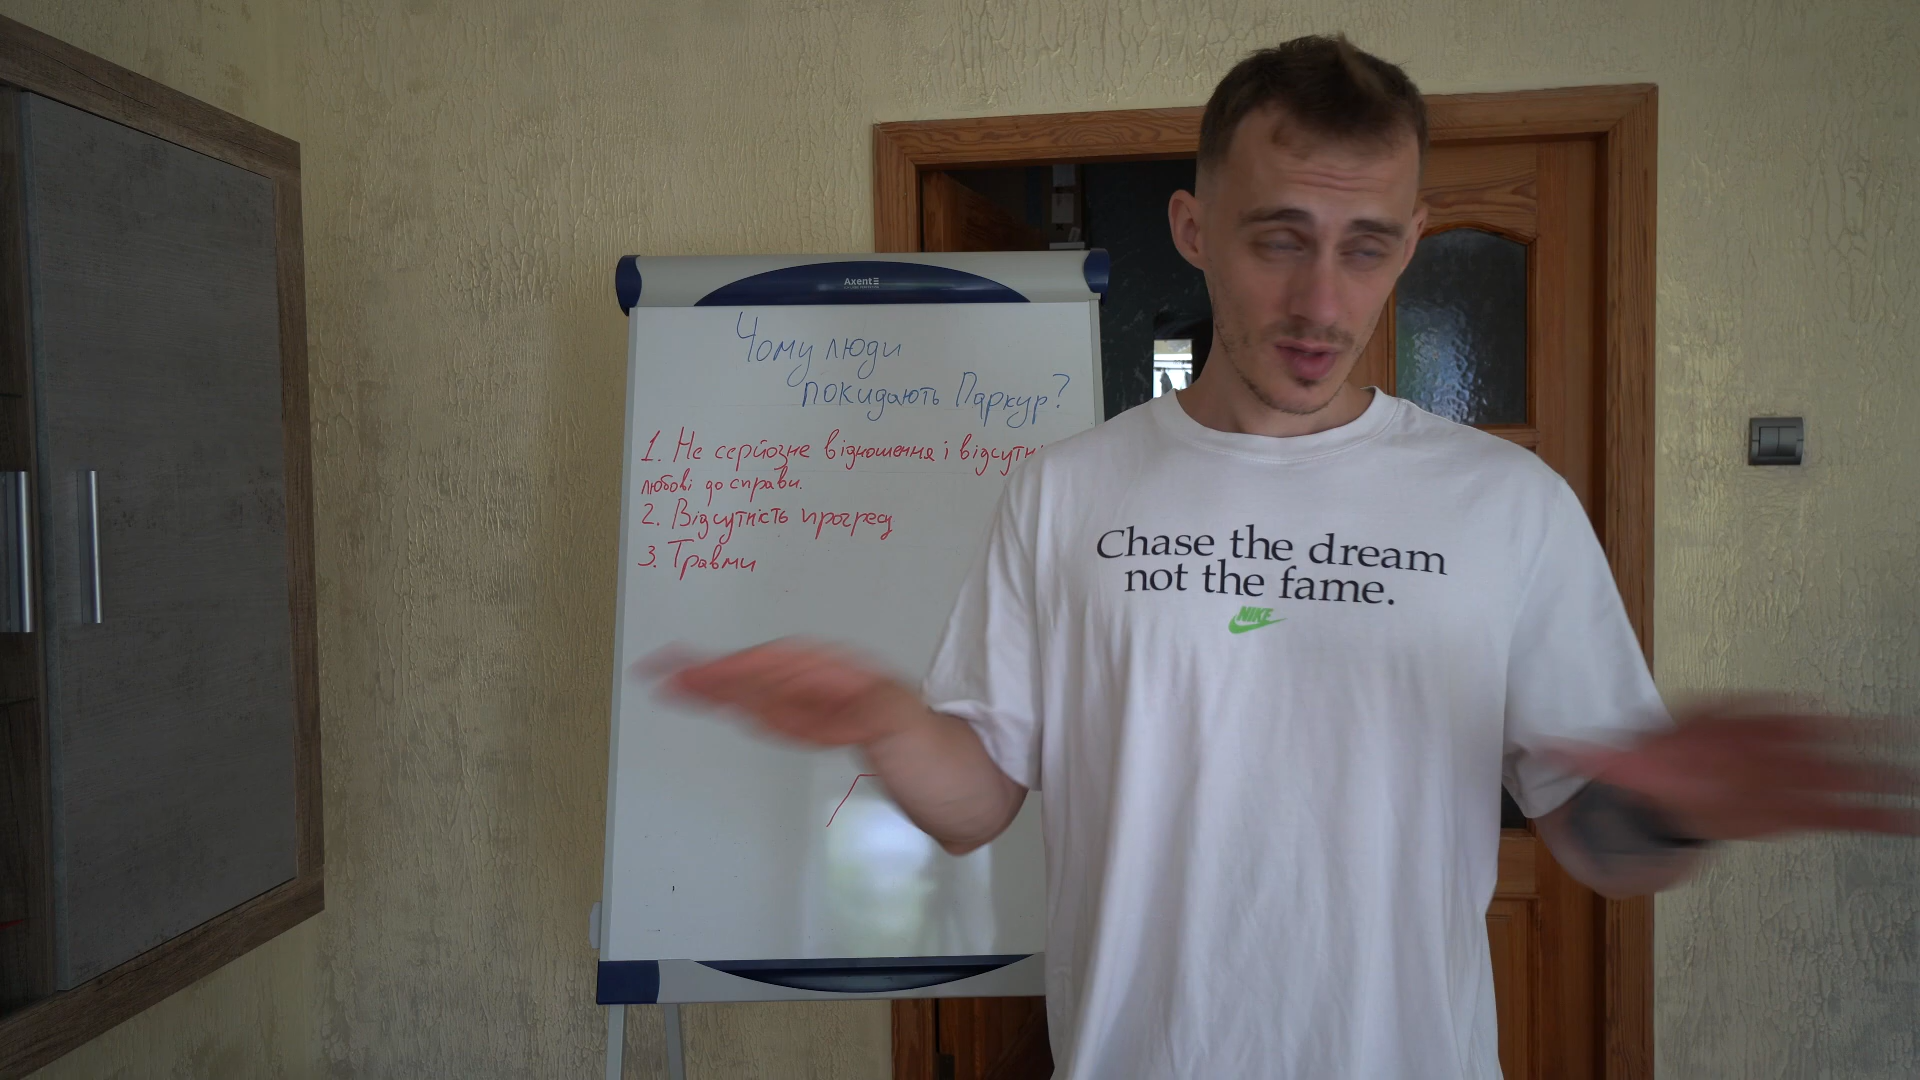 Axent
Чому люди
покидають Паркур?
1. Не серйозне відношення і відсутн
любові до справи.
2. Відсутність прогресу
3. Травми
Chase the dream
not the fame.
NIKE